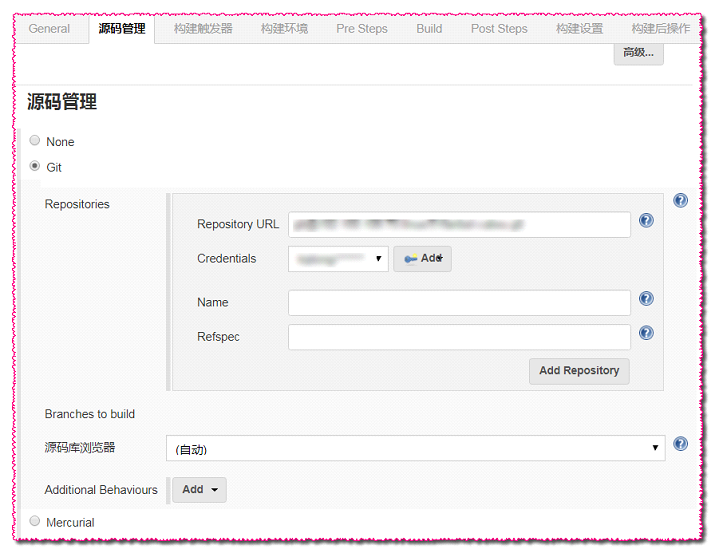 General 源码管理 构建触发器 构建环境 Pre Steps Build Post Steps 构建设置 构建后操作
高级...
源码管理
None
Git
Repositories
Repository URL
Credentials Add
Name
Refspec
Add Repository
Branches to build
源码库浏览器 (自动)
Additional Behaviours Add
Mercurial